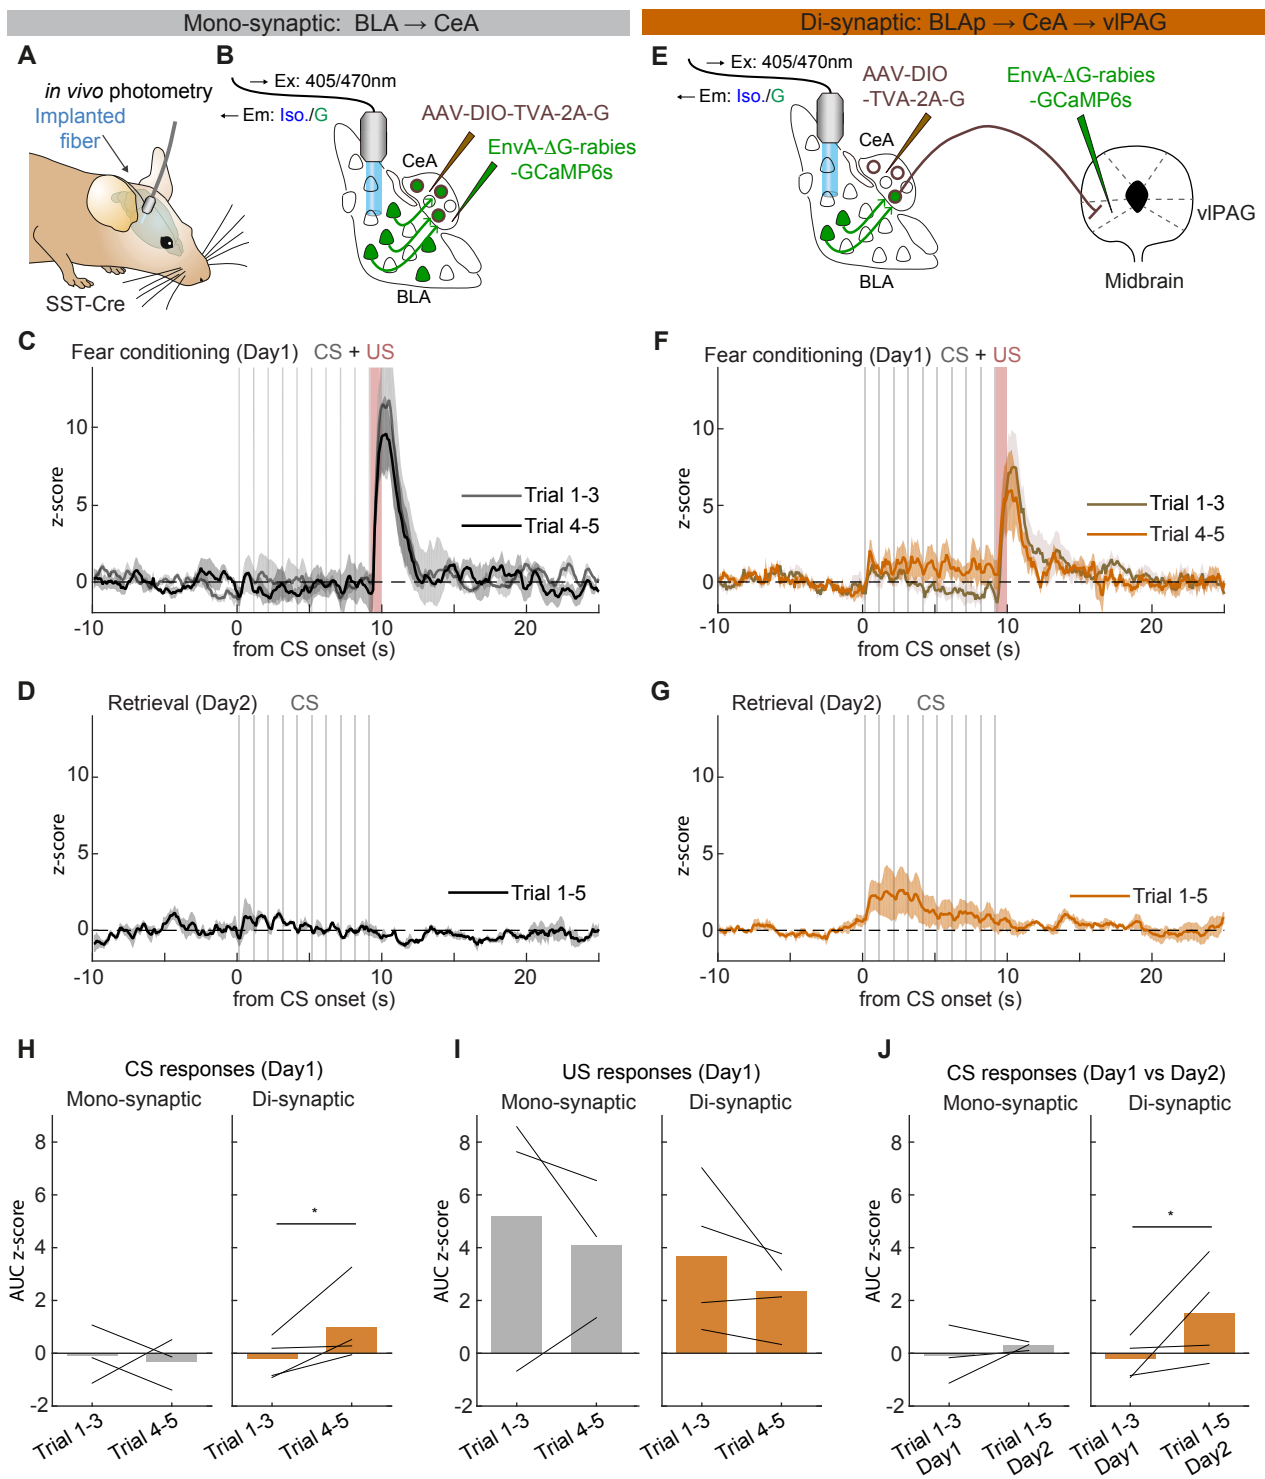 Mono-synaptic: BLA → CeA
Di-synaptic: BLAp → CeA → vlPAG
A
in vivo photometry
Implanted
fiber
SST-Cre
B
→ Ex: 405/470nm
← Em: Iso./G
AAV-DIO-TVA-2A-G
EnvA-ΔG-rabies
-GCaMP6s
CeA
BLA
E
→ Ex: 405/470nm
← Em: Iso./G
AAV-DIO
-TVA-2A-G
EnvA-ΔG-rabies
-GCaMP6s
CeA
BLA
vlPAG
Midbrain
C
Fear conditioning (Day1) CS + US
z-score
10
5
0
Trial 1-3
Trial 4-5
-10 0 10 20
from CS onset (s)
F
Fear conditioning (Day1) CS + US
z-score
10
5
0
Trial 1-3
Trial 4-5
-10 0 10 20
from CS onset (s)
D
Retrieval (Day2) CS
z-score
10
5
0
Trial 1-5
-10 0 10 20
from CS onset (s)
G
Retrieval (Day2) CS
z-score
10
5
0
Trial 1-5
-10 0 10 20
from CS onset (s)
H
CS responses (Day1)
Mono-synaptic Di-synaptic
AUC z-score
8
6
4
2
0
-2
*
Trial 1-3 Trial 4-5 Trial 1-3 Trial 4-5
I
US responses (Day1)
Mono-synaptic Di-synaptic
AUC z-score
8
6
4
2
0
-2
Trial 1-3 Trial 4-5 Trial 1-3 Trial 4-5
J
CS responses (Day1 vs Day2)
Mono-synaptic Di-synaptic
AUC z-score
8
6
4
2
0
-2
*
Trial 1-3 Trial 1-5 Trial 1-3 Trial 1-5
Day1 Day2 Day1 Day2